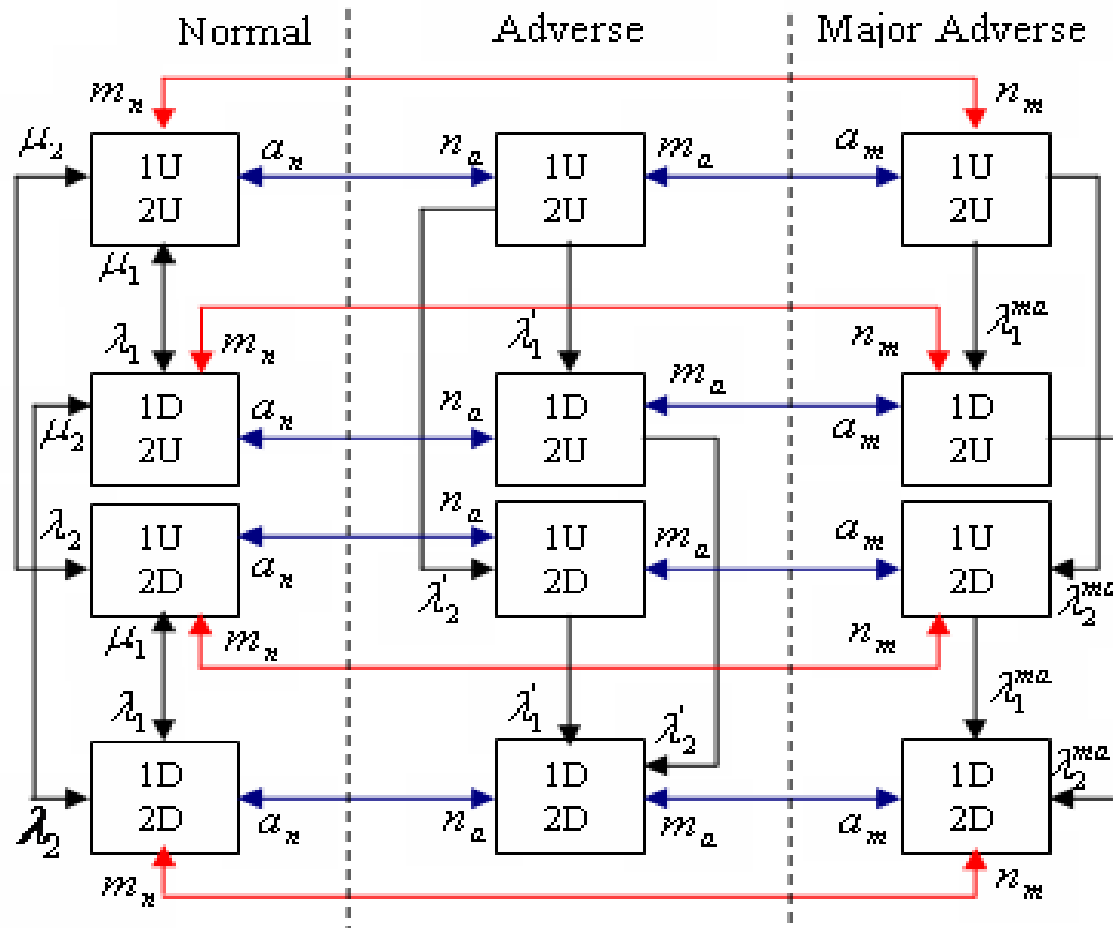 Normal Adverse Major Adverse
mₙ nₘ
μ₂ aₙ nₐ mₐ aₘ
1U 1U 1U
2U 2U 2U
μ₁
λ₁ mₙ λ₁' nₘ λ₁ᵐᵃ
mₐ
1D aₙ nₐ 1D 1D
μ₂ 2U 2U aₘ 2U
nₐ
λ₂ 1U 1U aₘ 1U
2D aₙ 2D mₐ 2D
λ₂' λ₂ᵐᵃ
μ₁ mₙ nₘ
λ₁ λ₁' λ₂' λ₁ᵐᵃ
1D 1D 1D λ₂ᵐᵃ
2D 2D 2D
λ₂ aₙ nₐ mₐ aₘ
mₙ nₘ